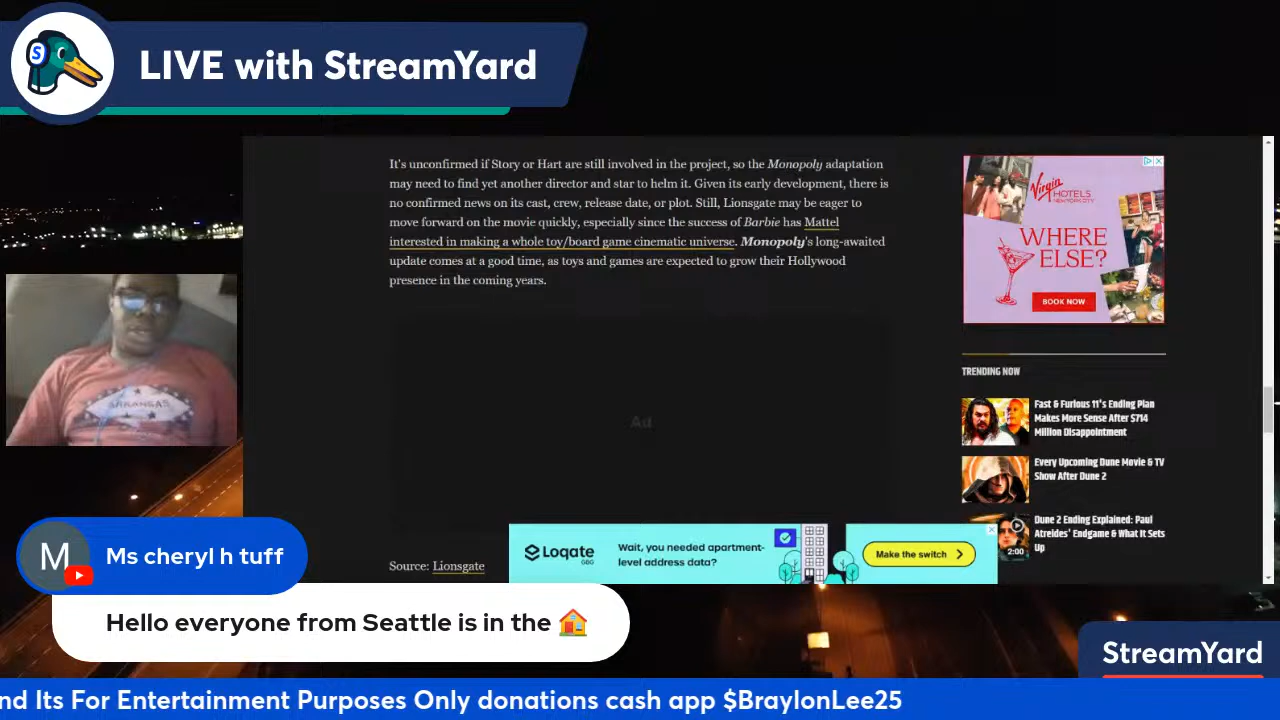 LIVE with StreamYard
It's unconfirmed if Story or Hart are still involved in the project, so the Monopoly adaptation
may need to find yet another director and star to helm it. Given its early development, there is
no confirmed news on its cast, crew, release date, or plot. Still, Lionsgate may be eager to
move forward on the movie quickly, especially since the success of Barbie has Mattel
interested in making a whole toy/board game cinematic universe. Monopoly's long-awaited
update comes at a good time, as toys and games are expected to grow their Hollywood
presence in the coming years.
Ad
Source: Lionsgate
Virgin
HOTELS
NEW YORK CITY
WHERE
ELSE?
BOOK NOW
TRENDING NOW
Fast & Furious 11's Ending Plan
Makes More Sense After $714
Million Disappointment
Every Upcoming Dune Movie & TV
Show After Dune 2
2:00
Dune 2 Ending Explained: Paul
Atreides' Endgame & What It Sets
Up
Loqate
GBG
Wait, you needed apartment-
level address data?
Make the switch
ARKANSAS
M
Ms cheryl h tuff
Hello everyone from Seattle is in the 🏠
StreamYard
nd Its For Entertainment Purposes Only donations cash app $BraylonLee25